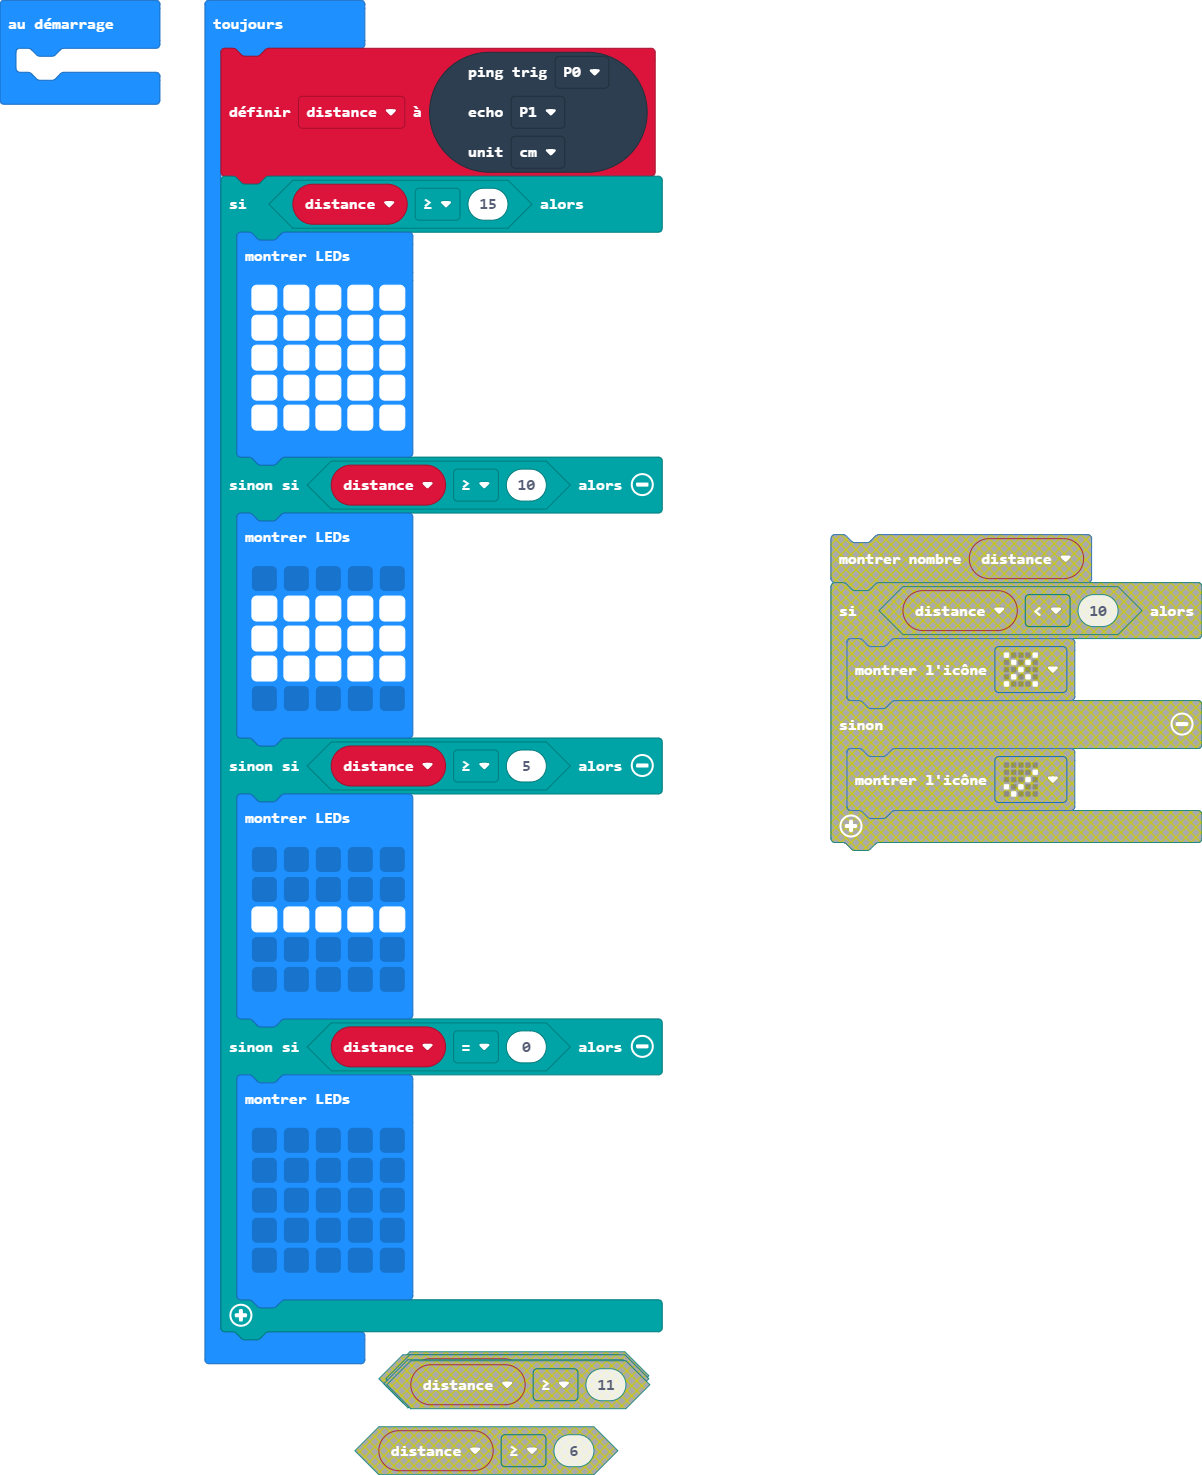 au démarrage
toujours
définir distance à ping trig P0
echo P1
unit cm
si distance ≥ 15 alors
montrer LEDs
sinon si distance ≥ 10 alors
montrer LEDs
sinon si distance ≥ 5 alors
montrer LEDs
sinon si distance = 0 alors
montrer LEDs
montrer nombre distance
si distance < 10 alors
montrer l'icône
sinon
montrer l'icône
distance ≥ 11
distance ≥ 6